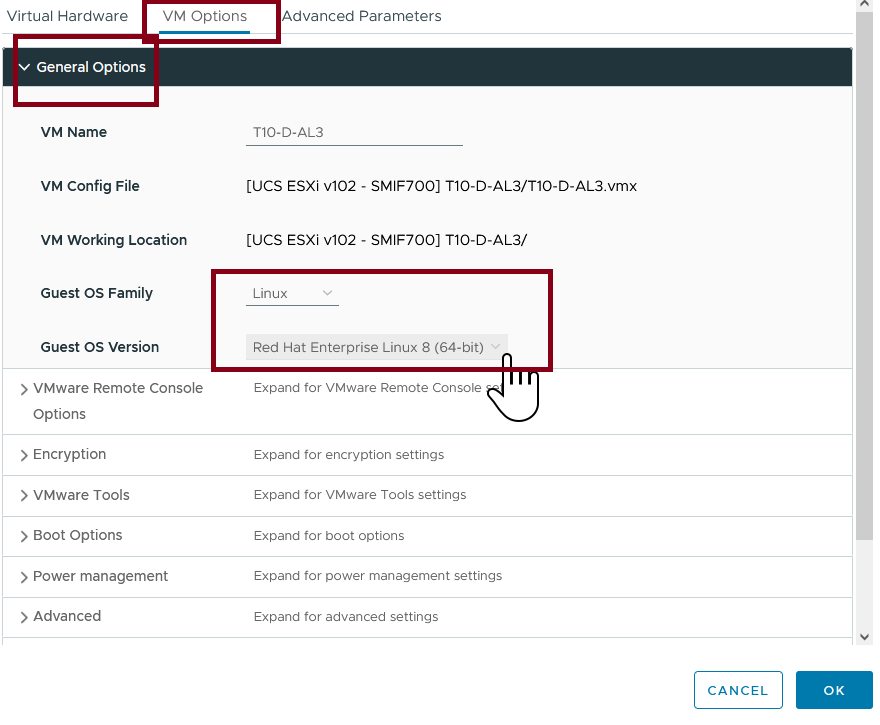 Virtual Hardware VM Options Advanced Parameters
General Options
VM Name T10-D-AL3
VM Config File [UCS ESXi v102 - SMIF700] T10-D-AL3/T10-D-AL3.vmx
VM Working Location [UCS ESXi v102 - SMIF700] T10-D-AL3/
Guest OS Family Linux
Guest OS Version Red Hat Enterprise Linux 8 (64-bit)
VMware Remote Console Expand for VMware Remote Console
Options
Encryption Expand for encryption settings
VMware Tools Expand for VMware Tools settings
Boot Options Expand for boot options
Power management Expand for power management settings
Advanced Expand for advanced settings
CANCEL OK